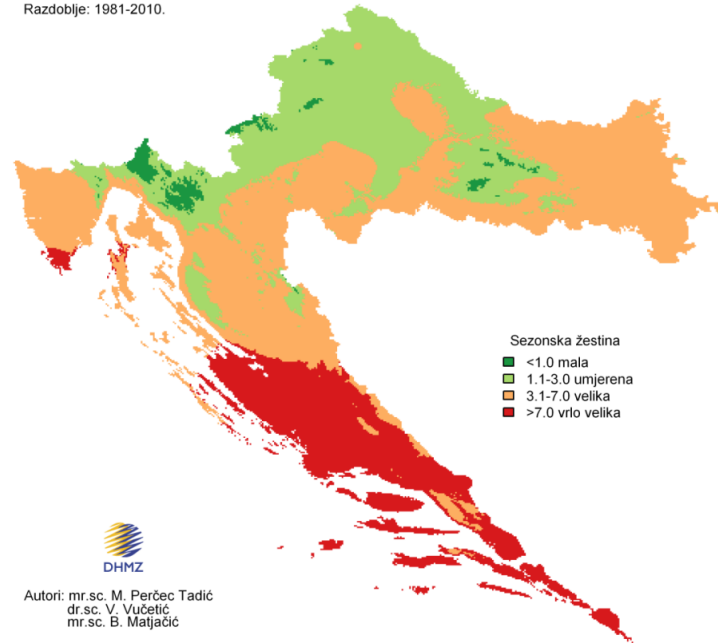 Razdoblje: 1981-2010.
Sezonska žestina
<1.0 mala
1.1-3.0 umjerena
3.1-7.0 velika
>7.0 vrlo velika
DHMZ
Autori: mr.sc. M. Perčec Tadić
dr.sc. V. Vučetić
mr.sc. B. Matjačić